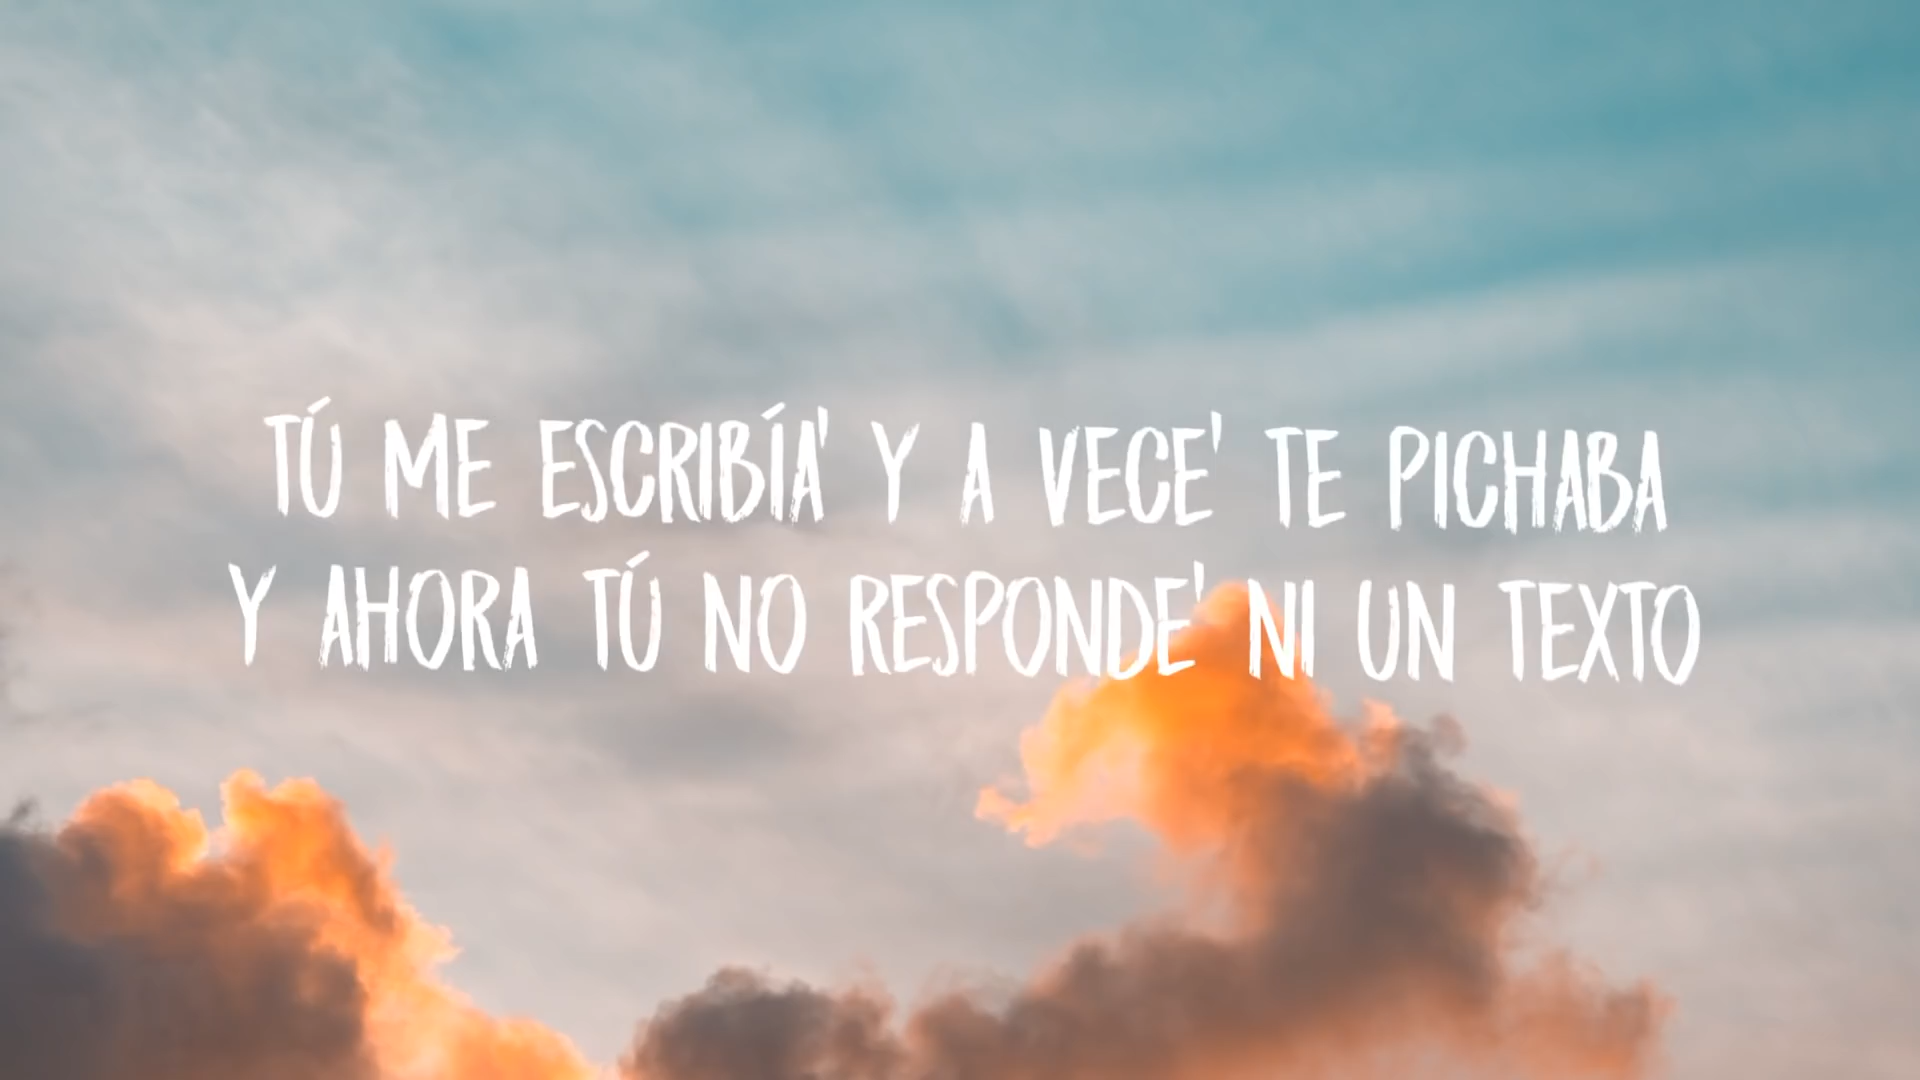 TÚ ME ESCRIBÍA' Y A VECE' TE PICHABA
Y AHORA TÚ NO RESPONDE' NI UN TEXTO